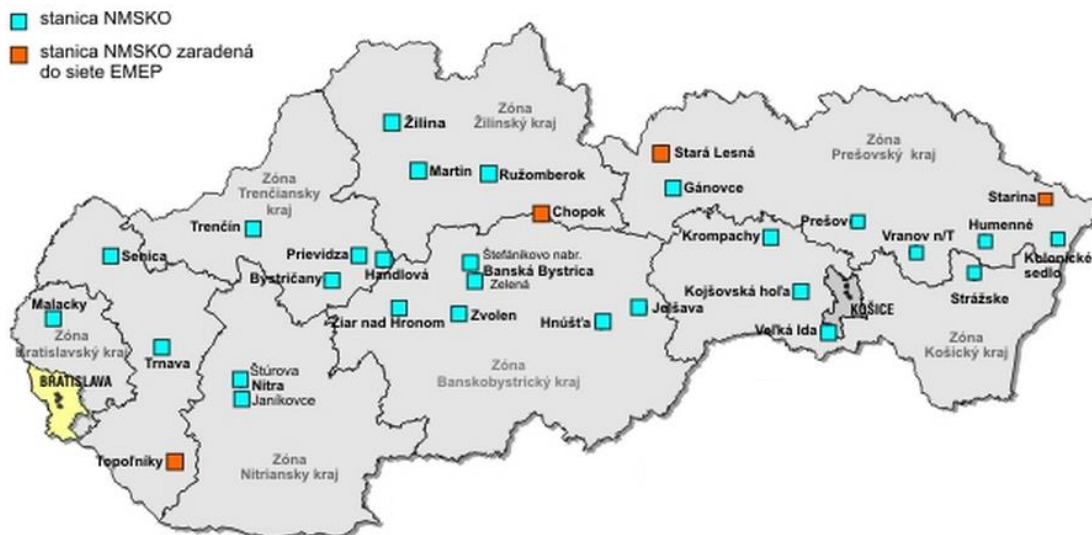 stanica NMSKO
stanica NMSKO zaradená
do siete EMEP
Zóna
Žilinský kraj
Žilina
Martin
Ružomberok
Chopok
Zóna
Prešovský kraj
Stará Lesná
Gánovce
Starina
Prešov
Humenné
Vranov n/T
Kolonické
sedlo
Zóna
Trenčiansky
kraj
Trenčín
Prievidza
Handlová
Bystričany
Senica
Malacky
Zóna
Bratislavský kraj
BRATISLAVA
Trnava
Topoľníky
Štúrova
Nitra
Janíkovce
Zóna
Nitriansky kraj
Štefánikovo nabr.
Banská Bystrica
Zelená
Žiar nad Hronom
Zvolen
Hnúšťa
Jelšava
Zóna
Banskobystrický kraj
Krompachy
Kojšovská hoľa
KOŠICE
Veľká Ida
Strážske
Zóna
Košický kraj